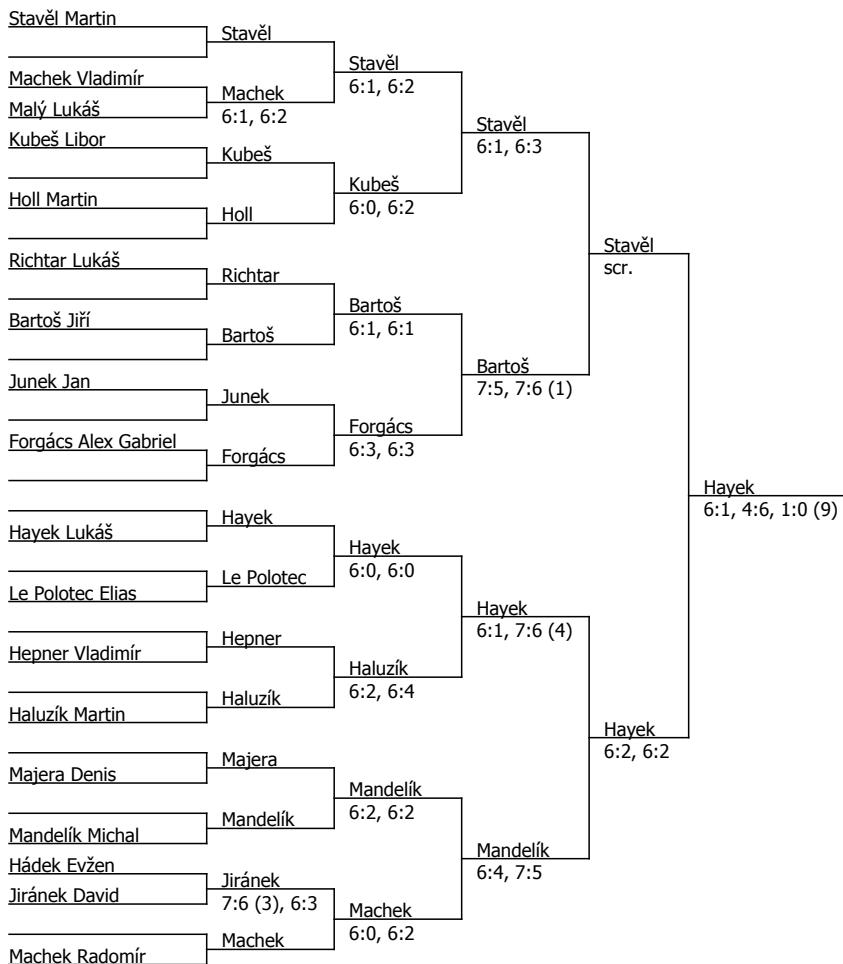 Stavěl Martin
Machek Vladimír
Malý Lukáš
Kubeš Libor
Holl Martin
Richtar Lukáš
Bartoš Jiří
Junek Jan
Forgács Alex Gabriel
Hayek Lukáš
Le Polotec Elias
Hepner Vladimír
Haluzík Martin
Majera Denis
Mandelík Michal
Hádek Evžen
Jiránek David
Machek Radomír
Stavěl
Machek
6:1, 6:2
Kubeš
Holl
Richtar
Bartoš
Junek
Forgács
Hayek
Le Polotec
Hepner
Haluzík
Majera
Mandelík
Jiránek
7:6 (3), 6:3
Machek
Stavěl
6:1, 6:2
Kubeš
6:0, 6:2
Bartoš
6:1, 6:1
Forgács
6:3, 6:3
Hayek
6:0, 6:0
Haluzík
6:2, 6:4
Mandelík
6:2, 6:2
Machek
6:0, 6:2
Stavěl
6:1, 6:3
Bartoš
7:5, 7:6 (1)
Hayek
6:1, 7:6 (4)
Mandelík
6:4, 7:5
Stavěl
scr.
Hayek
6:2, 6:2
Hayek
6:1, 4:6, 1:0 (9)